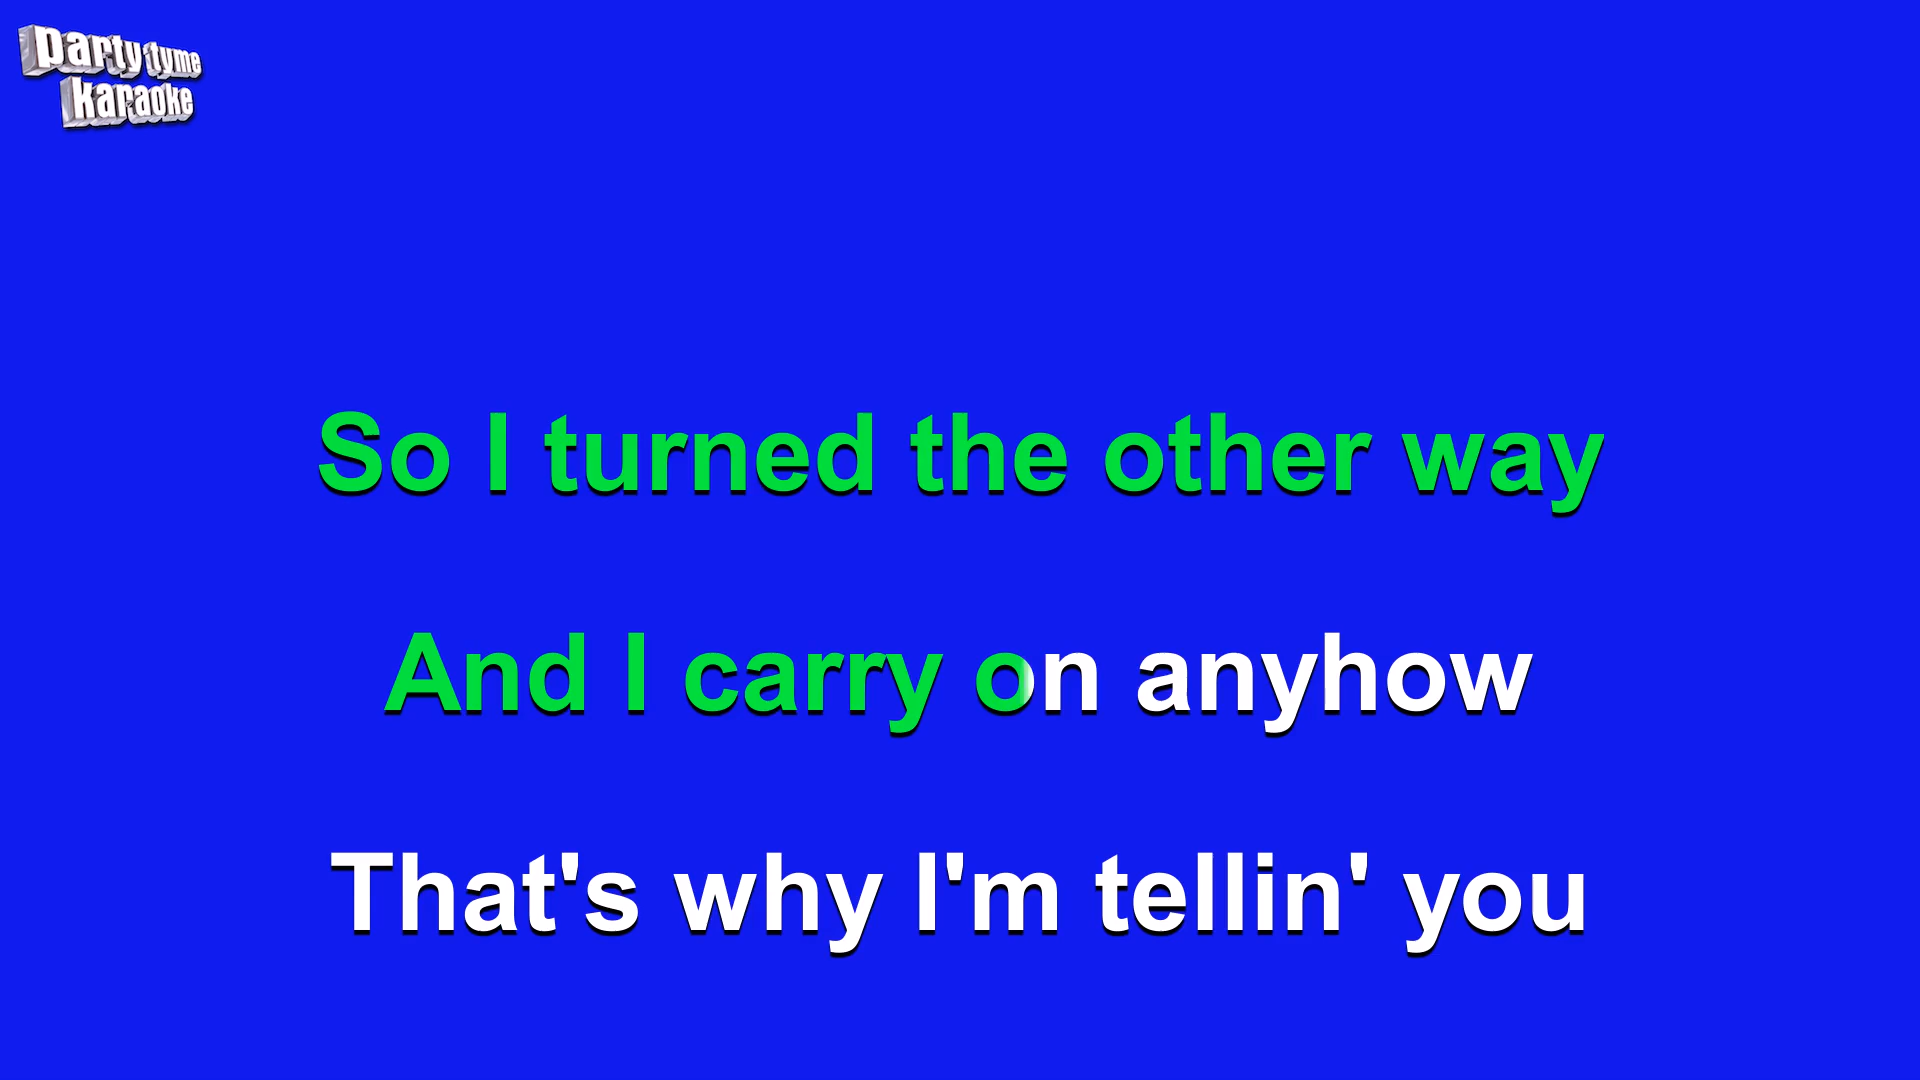 party tyme
karaoke
So I turned the other way
And I carry on anyhow
That's why I'm tellin' you